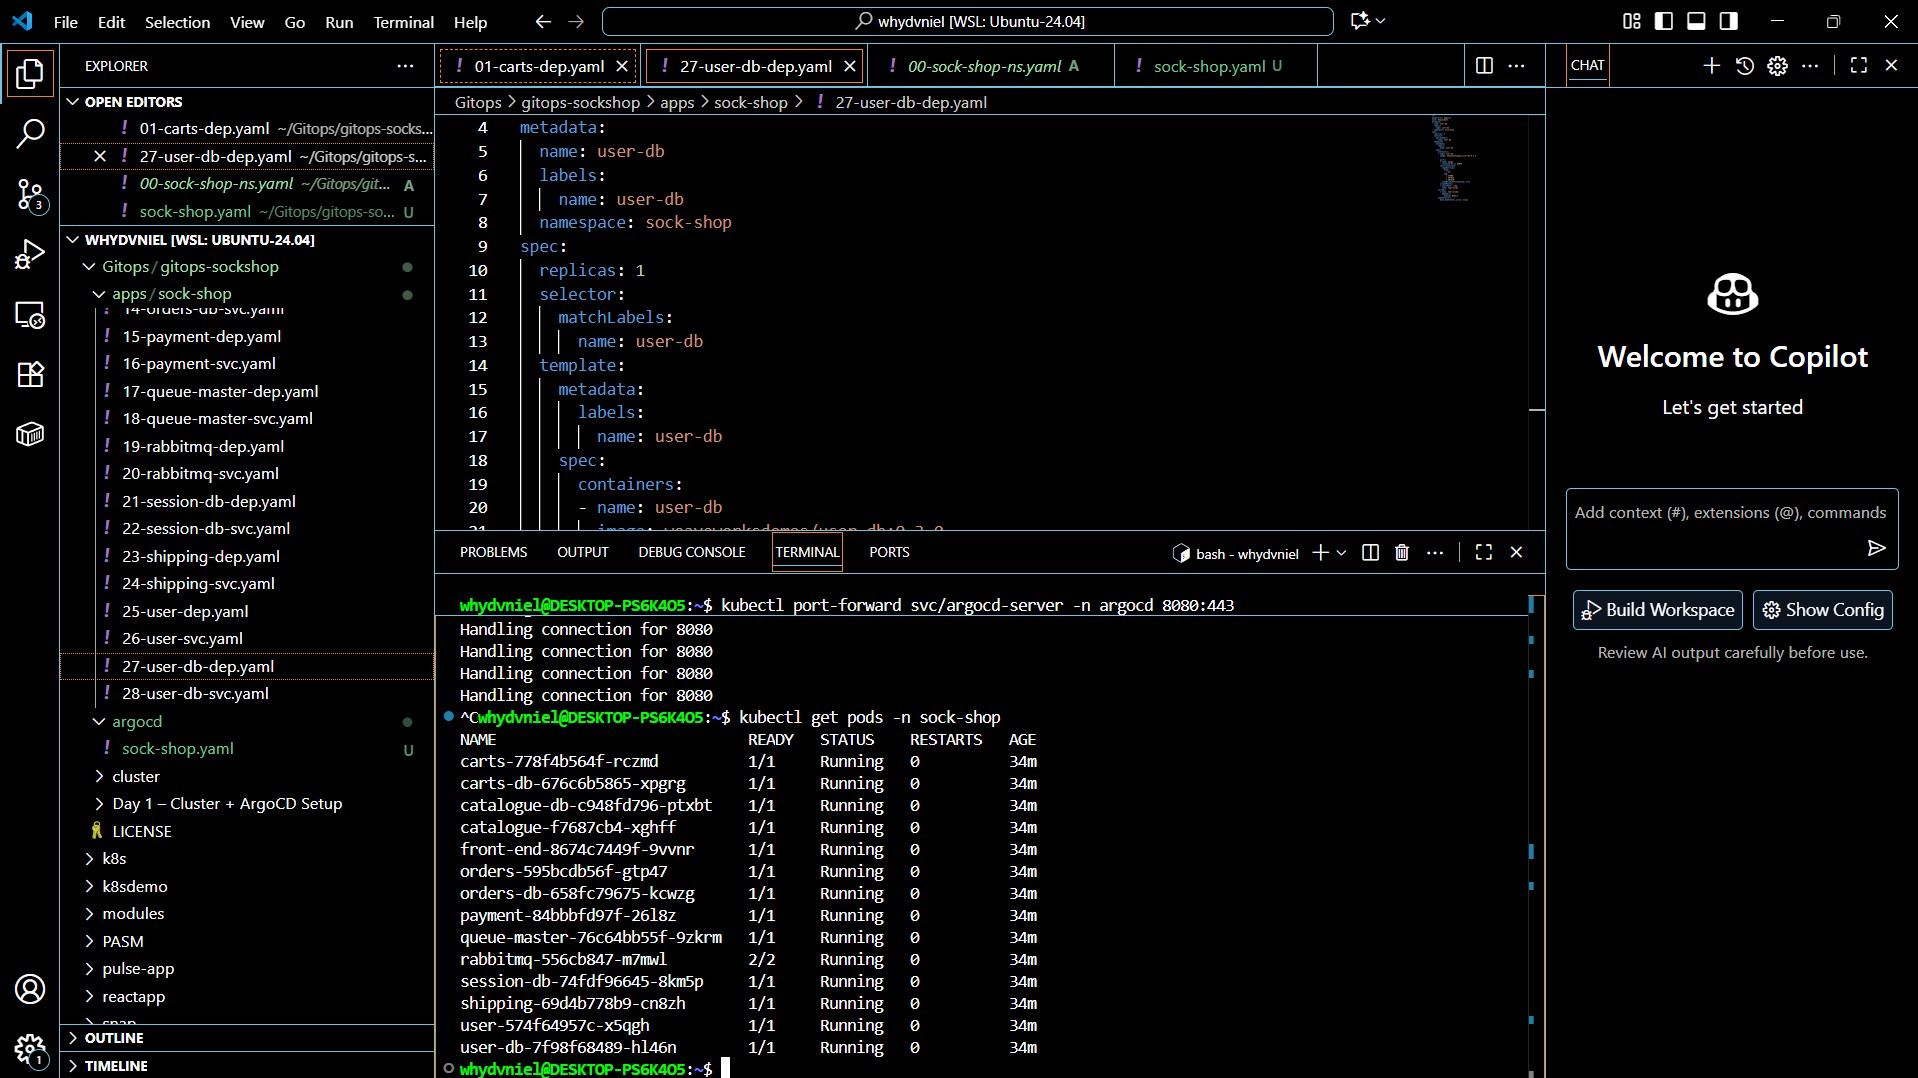 File Edit Selection View Go Run Terminal Help
whydvniel [WSL: Ubuntu-24.04]
EXPLORER
OPEN EDITORS
! 01-carts-dep.yaml ~/Gitops/gitops-socks...
! 27-user-db-dep.yaml ~/Gitops/gitops-s...
! 00-sock-shop-ns.yaml ~/Gitops/git... A
! sock-shop.yaml ~/Gitops/gitops-so... U
WHYDVNIEL [WSL: UBUNTU-24.04]
Gitops / gitops-sockshop
apps / sock-shop
! 14-orders-db-svc.yaml
! 15-payment-dep.yaml
! 16-payment-svc.yaml
! 17-queue-master-dep.yaml
! 18-queue-master-svc.yaml
! 19-rabbitmq-dep.yaml
! 20-rabbitmq-svc.yaml
! 21-session-db-dep.yaml
! 22-session-db-svc.yaml
! 23-shipping-dep.yaml
! 24-shipping-svc.yaml
! 25-user-dep.yaml
! 26-user-svc.yaml
! 27-user-db-dep.yaml
! 28-user-db-svc.yaml
argocd
! sock-shop.yaml U
cluster
Day 1 – Cluster + ArgoCD Setup
LICENSE
k8s
k8sdemo
modules
PASM
pulse-app
reactapp
snap
OUTLINE
TIMELINE
3
1
! 01-carts-dep.yaml ! 27-user-db-dep.yaml ! 00-sock-shop-ns.yaml A ! sock-shop.yaml U
Gitops > gitops-sockshop > apps > sock-shop > ! 27-user-db-dep.yaml
4 metadata:
5 name: user-db
6 labels:
7 name: user-db
8 namespace: sock-shop
9 spec:
10 replicas: 1
11 selector:
12 matchLabels:
13 name: user-db
14 template:
15 metadata:
16 labels:
17 name: user-db
18 spec:
19 containers:
20 - name: user-db
21 image: weaveworksdemos/user-db:0.3.0
PROBLEMS OUTPUT DEBUG CONSOLE TERMINAL PORTS
bash - whydvniel
whydvniel@DESKTOP-PS6K4O5:~$ kubectl port-forward svc/argocd-server -n argocd 8080:443
Handling connection for 8080
Handling connection for 8080
Handling connection for 8080
Handling connection for 8080
^Cwhydvniel@DESKTOP-PS6K4O5:~$ kubectl get pods -n sock-shop
NAME READY STATUS RESTARTS AGE
carts-778f4b564f-rczmd 1/1 Running 0 34m
carts-db-676c6b5865-xpgrg 1/1 Running 0 34m
catalogue-db-c948fd796-ptxbt 1/1 Running 0 34m
catalogue-f7687cb4-xghff 1/1 Running 0 34m
front-end-8674c7449f-9vvnr 1/1 Running 0 34m
orders-595bcdb56f-gtp47 1/1 Running 0 34m
orders-db-658fc79675-kcwzg 1/1 Running 0 34m
payment-84bbbfd97f-26l8z 1/1 Running 0 34m
queue-master-76c64bb55f-9zkrm 1/1 Running 0 34m
rabbitmq-556cb847-m7mwl 2/2 Running 0 34m
session-db-74fdf96645-8km5p 1/1 Running 0 34m
shipping-69d4b778b9-cn8zh 1/1 Running 0 34m
user-574f64957c-x5qgh 1/1 Running 0 34m
user-db-7f98f68489-hl46n 1/1 Running 0 34m
whydvniel@DESKTOP-PS6K4O5:~$
CHAT
Welcome to Copilot
Let's get started
Add context (#), extensions (@), commands
Build Workspace Show Config
Review AI output carefully before use.